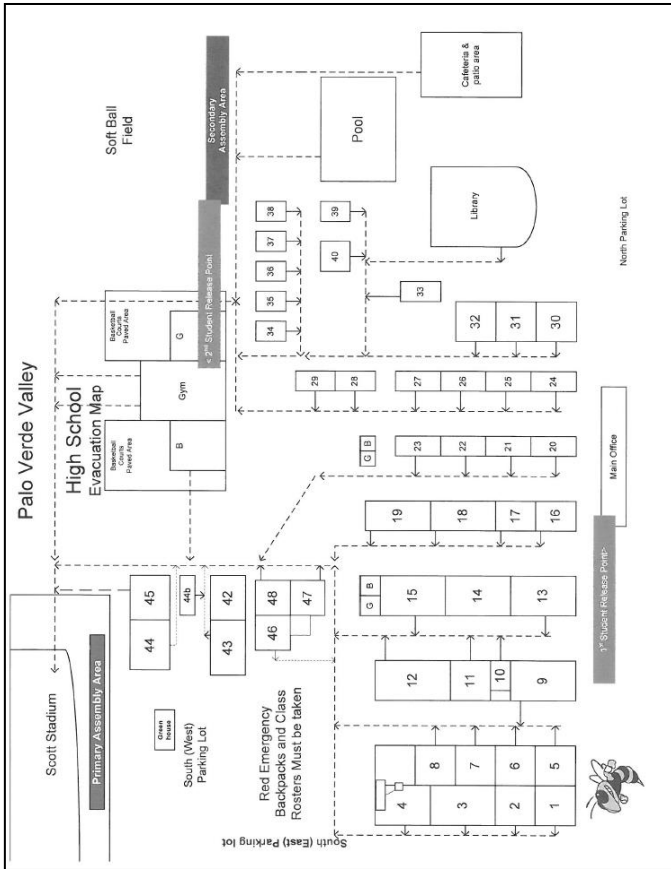 Palo Verde Valley
High School
Evacuation Map
Scott Stadium
Primary Assembly Area
Soft Ball
Field
Secondary
Assembly Area
< 2nd Student Release Point
Basketball
Courts
Paved Area
G
Gym
Basketball
Courts
Paved Area
B
Pool
Cafeteria &
patio area
Library
North Parking Lot
38
37
36
35
34
39
40
33
32
31
30
29
28
27
26
25
24
B
G
23
22
21
20
Main Office
1st Student Release Point>
19
18
17
16
B
G
15
14
13
12
11
10
9
8
7
6
5
4
3
2
1
45
44
44b
42
43
48
47
46
Green
house
South (West)
Parking Lot
Red Emergency
Backpacks and Class
Rosters Must be taken
South (East) Parking lot